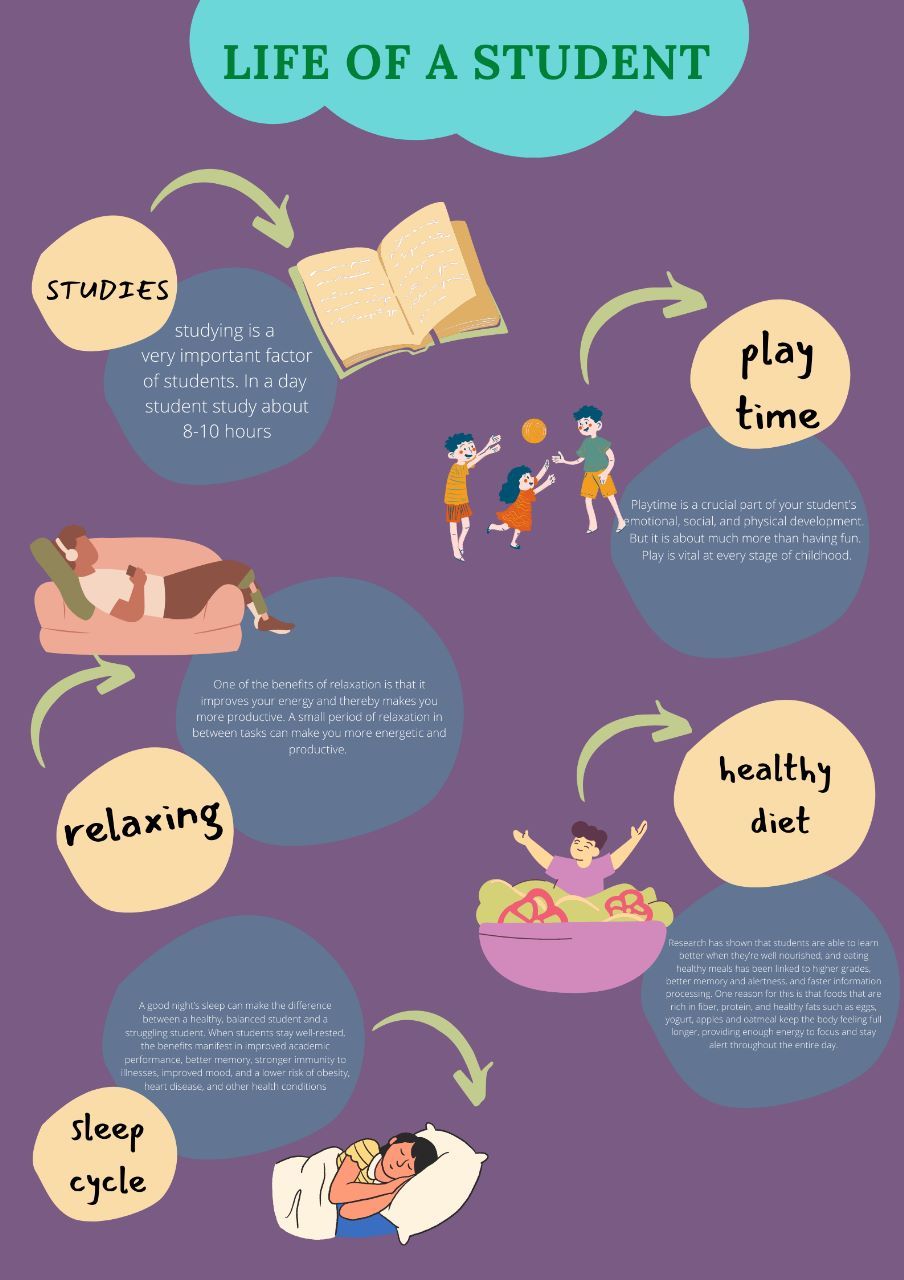 LIFE OF A STUDENT
STUDIES
studying is a
very important factor
of students. In a day
student study about
8-10 hours
play
time
Playtime is a crucial part of your student's
emotional, social, and physical development.
But it is about much more than having fun.
Play is vital at every stage of childhood.
One of the benefits of relaxation is that it
improves your energy and thereby makes you
more productive. A small period of relaxation in
between tasks can make you more energetic and
productive.
relaxing
healthy
diet
Research has shown that students are able to learn
better when they're well nourished, and eating
healthy meals has been linked to higher grades,
better memory and alertness, and faster information
processing. One reason for this is that foods that are
rich in fiber, protein, and healthy fats such as eggs,
yogurt, apples and oatmeal keep the body feeling full
longer, providing enough energy to focus and stay
alert throughout the entire day.
A good night's sleep can make the difference
between a healthy, balanced student and a
struggling student. When students stay well-rested,
the benefits manifest in improved academic
performance, better memory, stronger immunity to
illnesses, improved mood, and a lower risk of obesity,
heart disease, and other health conditions
sleep
cycle